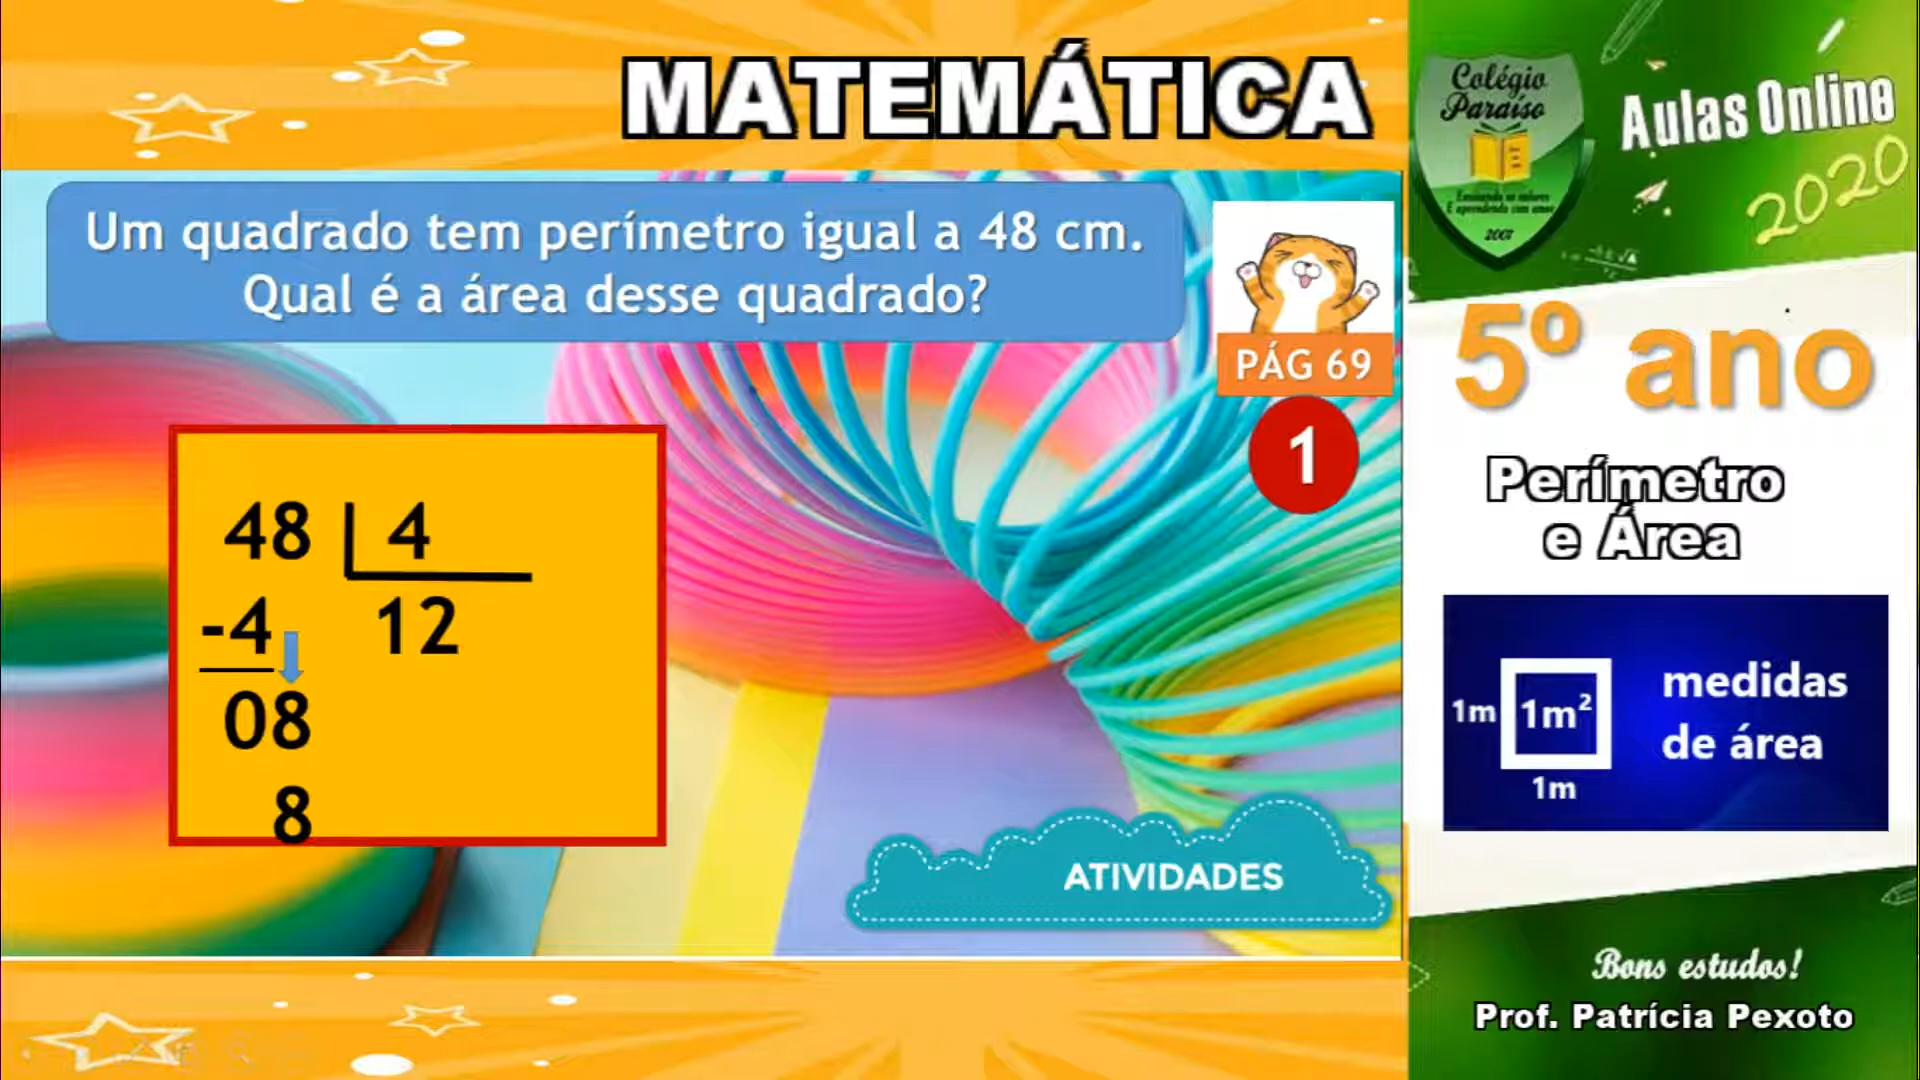 MATEMÁTICA
Um quadrado tem perímetro igual a 48 cm.
Qual é a área desse quadrado?
PÁG 69
1
48 4
-4 12
08
8
ATIVIDADES
Colégio
Paraíso
2007
Aulas Online
2020
5º ano
Perímetro
e Área
1m 1m²
1m
medidas
de área
Bons estudos!
Prof. Patrícia Pexoto